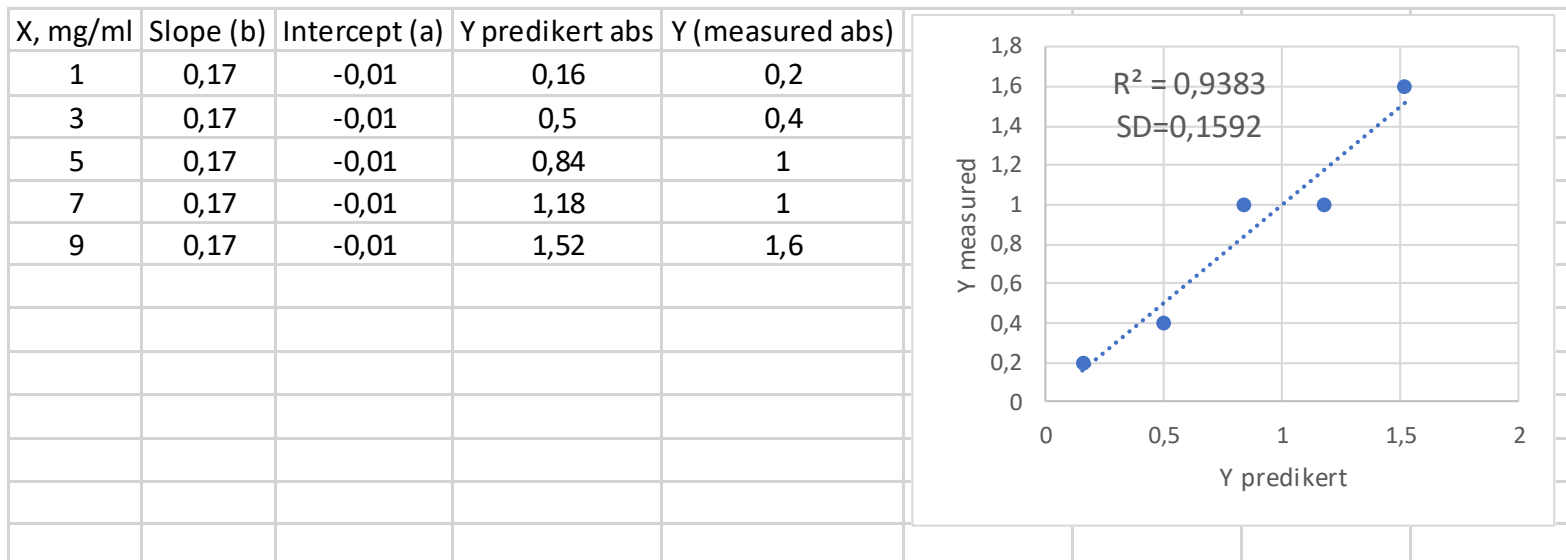 X, mg/ml Slope (b) Intercept (a) Y predikert abs Y (measured abs)
1 0,17 -0,01 0,16 0,2
3 0,17 -0,01 0,5 0,4
5 0,17 -0,01 0,84 1
7 0,17 -0,01 1,18 1
9 0,17 -0,01 1,52 1,6
R² = 0,9383
SD=0,1592
Y measured
1,8
1,6
1,4
1,2
1
0,8
0,6
0,4
0,2
0
0 0,5 1 1,5 2
Y predikert